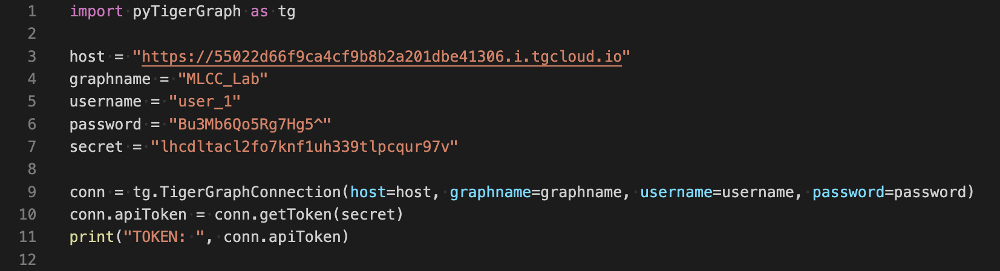 1 import pyTigerGraph as tg
2
3 host = "https://55022d66f9ca4cf9b8b2a201dbe41306.i.tgcloud.io"
4 graphname = "MLCC_Lab"
5 username = "user_1"
6 password = "Bu3Mb6Qo5Rg7Hg5^"
7 secret = "lhcdltacl2fo7knf1uh339tlpcqur97v"
8
9 conn = tg.TigerGraphConnection(host=host, graphname=graphname, username=username, password=password)
10 conn.apiToken = conn.getToken(secret)
11 print("TOKEN: ", conn.apiToken)
12